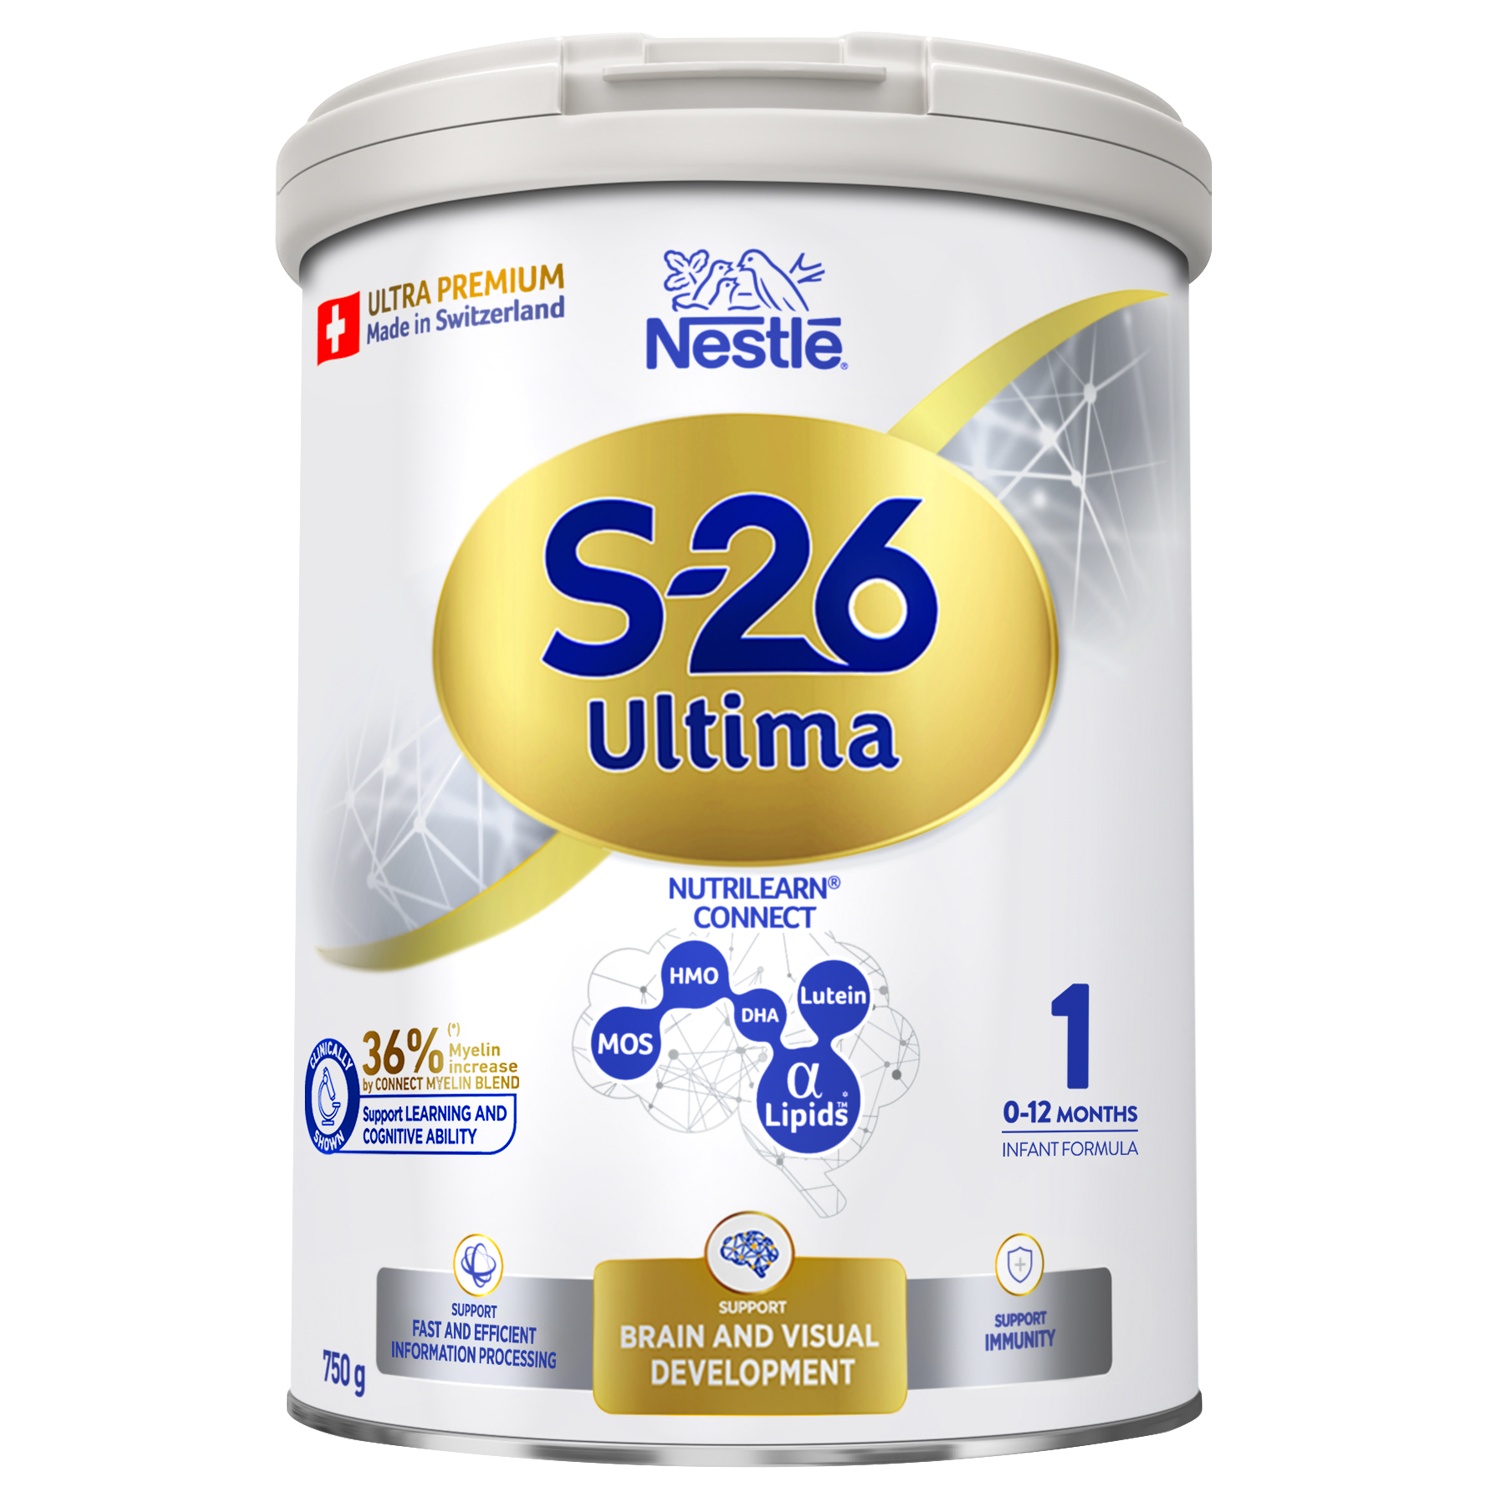 ULTRA PREMIUM
Made in Switzerland
Nestlé®
S-26
Ultima
NUTRILEARN®
CONNECT
HMO
Lutein
DHA
MOS
α
Lipids™
CLINICALLY
SHOWN
36%(*) Myelin
increase
by CONNECT MYELIN BLEND
Support LEARNING AND
COGNITIVE ABILITY
1
0-12 MONTHS
INFANT FORMULA
SUPPORT
FAST AND EFFICIENT
INFORMATION PROCESSING
SUPPORT
BRAIN AND VISUAL
DEVELOPMENT
SUPPORT
IMMUNITY
750 g